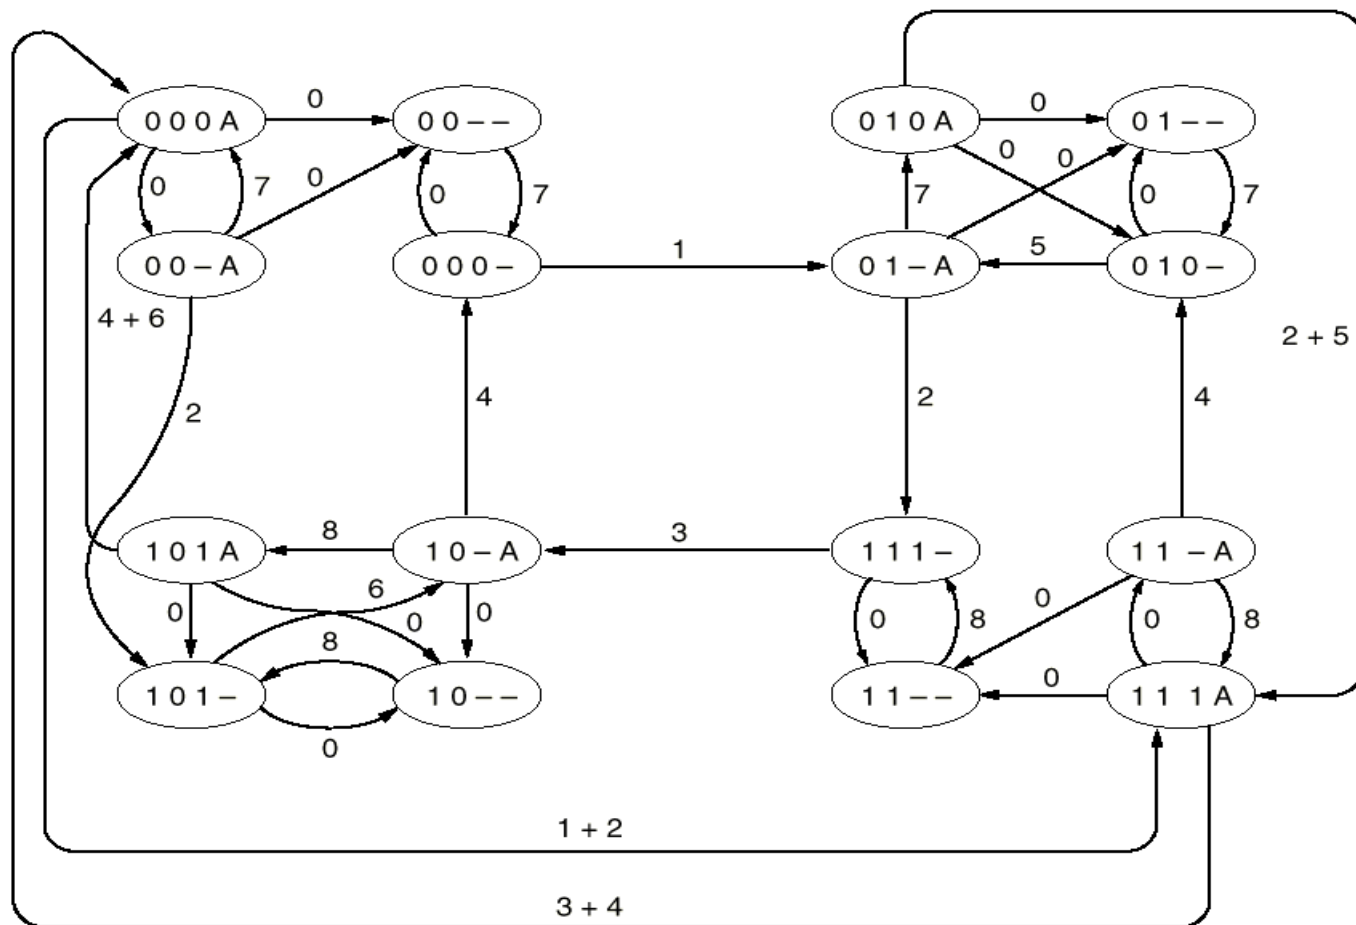 0 0 0 A
0
0 0 – –
0 1 0 A
0
0 1 – –
0
7
0
0
7
7
0
0
0
7
0 0 – A
0 0 0 –
1
0 1 – A
5
0 1 0 –
4 + 6
2 + 5
2
4
2
4
1 0 1 A
8
1 0 – A
3
1 1 1 –
1 1 – A
0
6
0
0
8
0
8
0
0
8
1 0 1 –
1 0 – –
1 1 – –
0
1 1 1 A
0
1 + 2
3 + 4